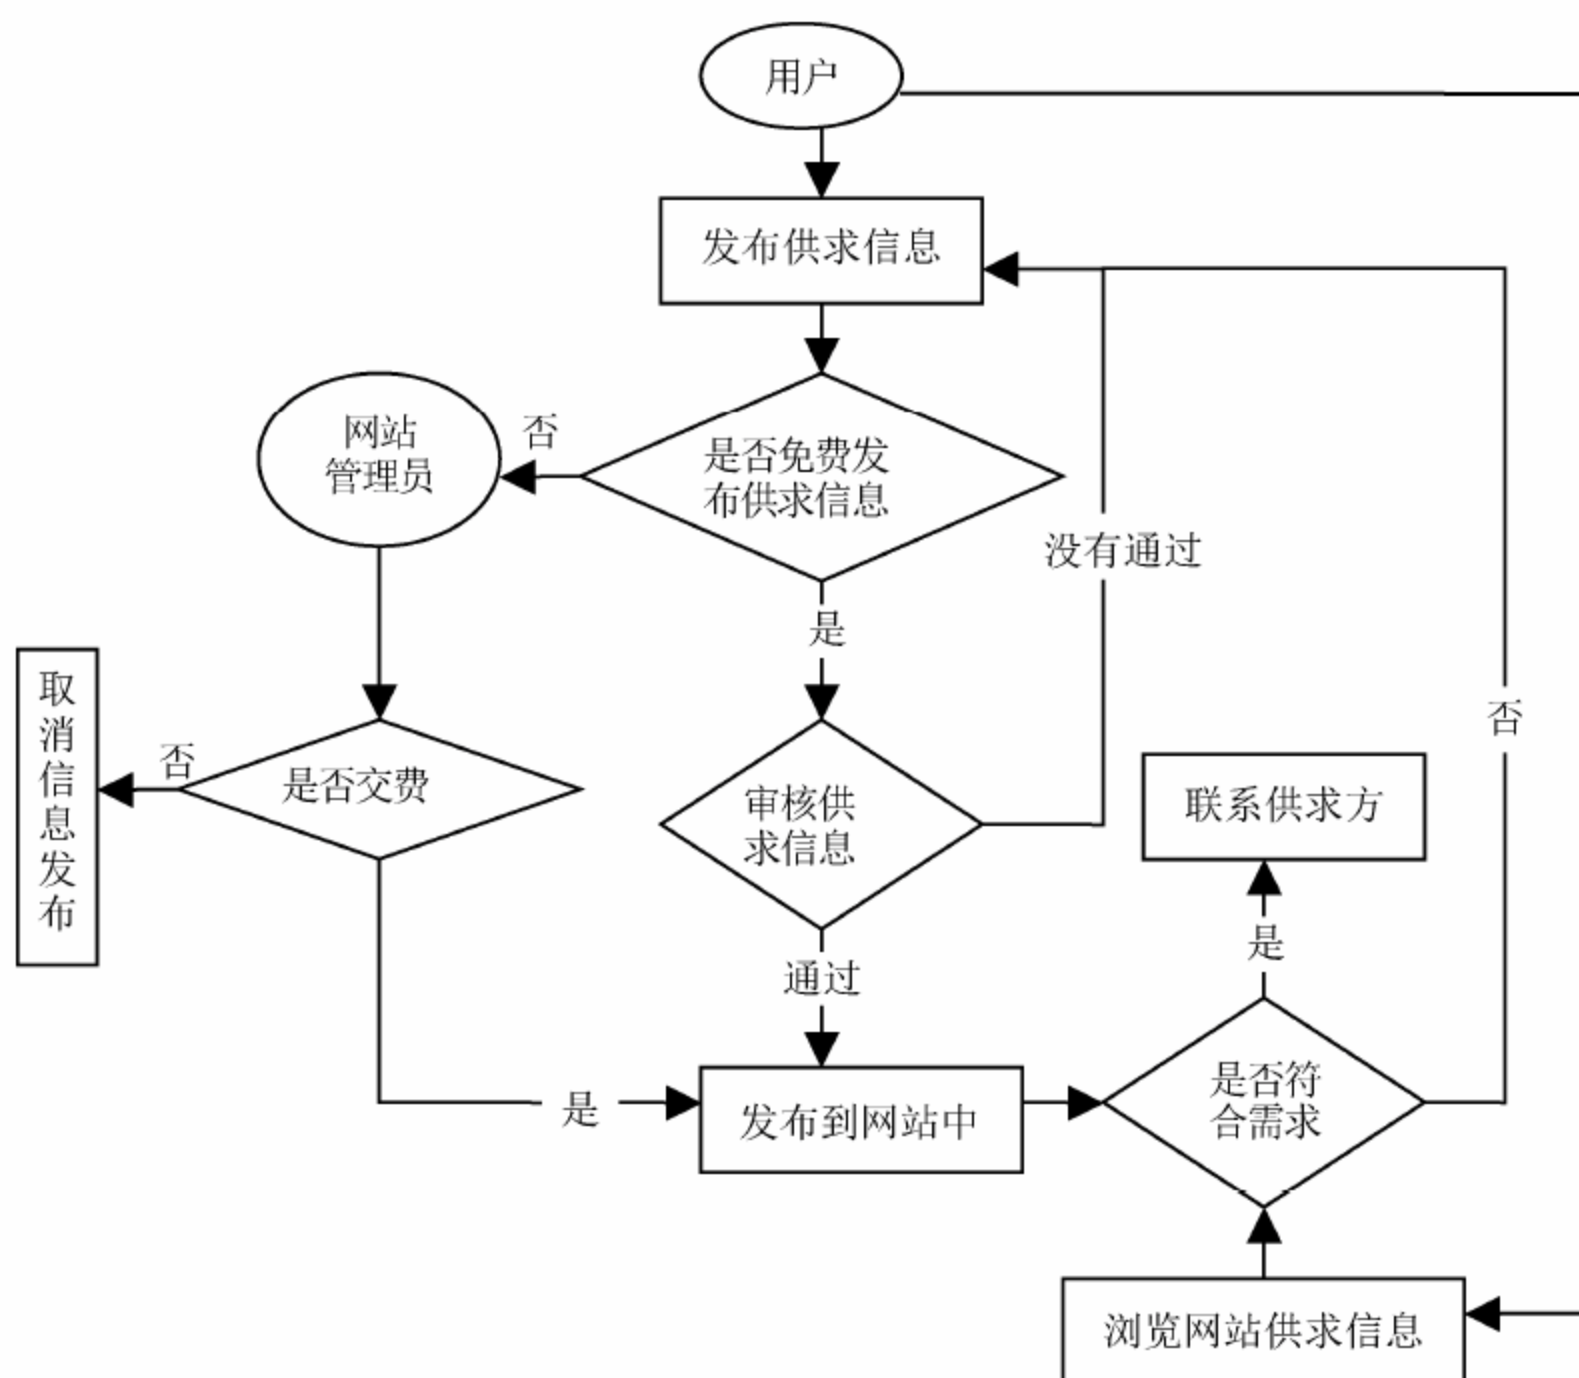 用户
发布供求信息
网站
管理员
否
是否免费发
布供求信息
没有通过
是
取
消
信
息
发
布
否
是否交费
审核供
求信息
否
联系供求方
是
通过
是否符
合需求
是
发布到网站中
浏览网站供求信息